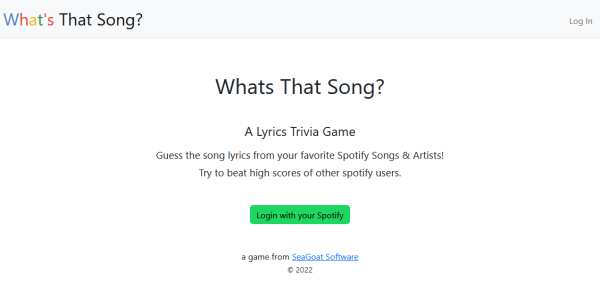 What's That Song?
Log In
Whats That Song?
A Lyrics Trivia Game
Guess the song lyrics from your favorite Spotify Songs & Artists!
Try to beat high scores of other spotify users.
Login with your Spotify
a game from SeaGoat Software
© 2022